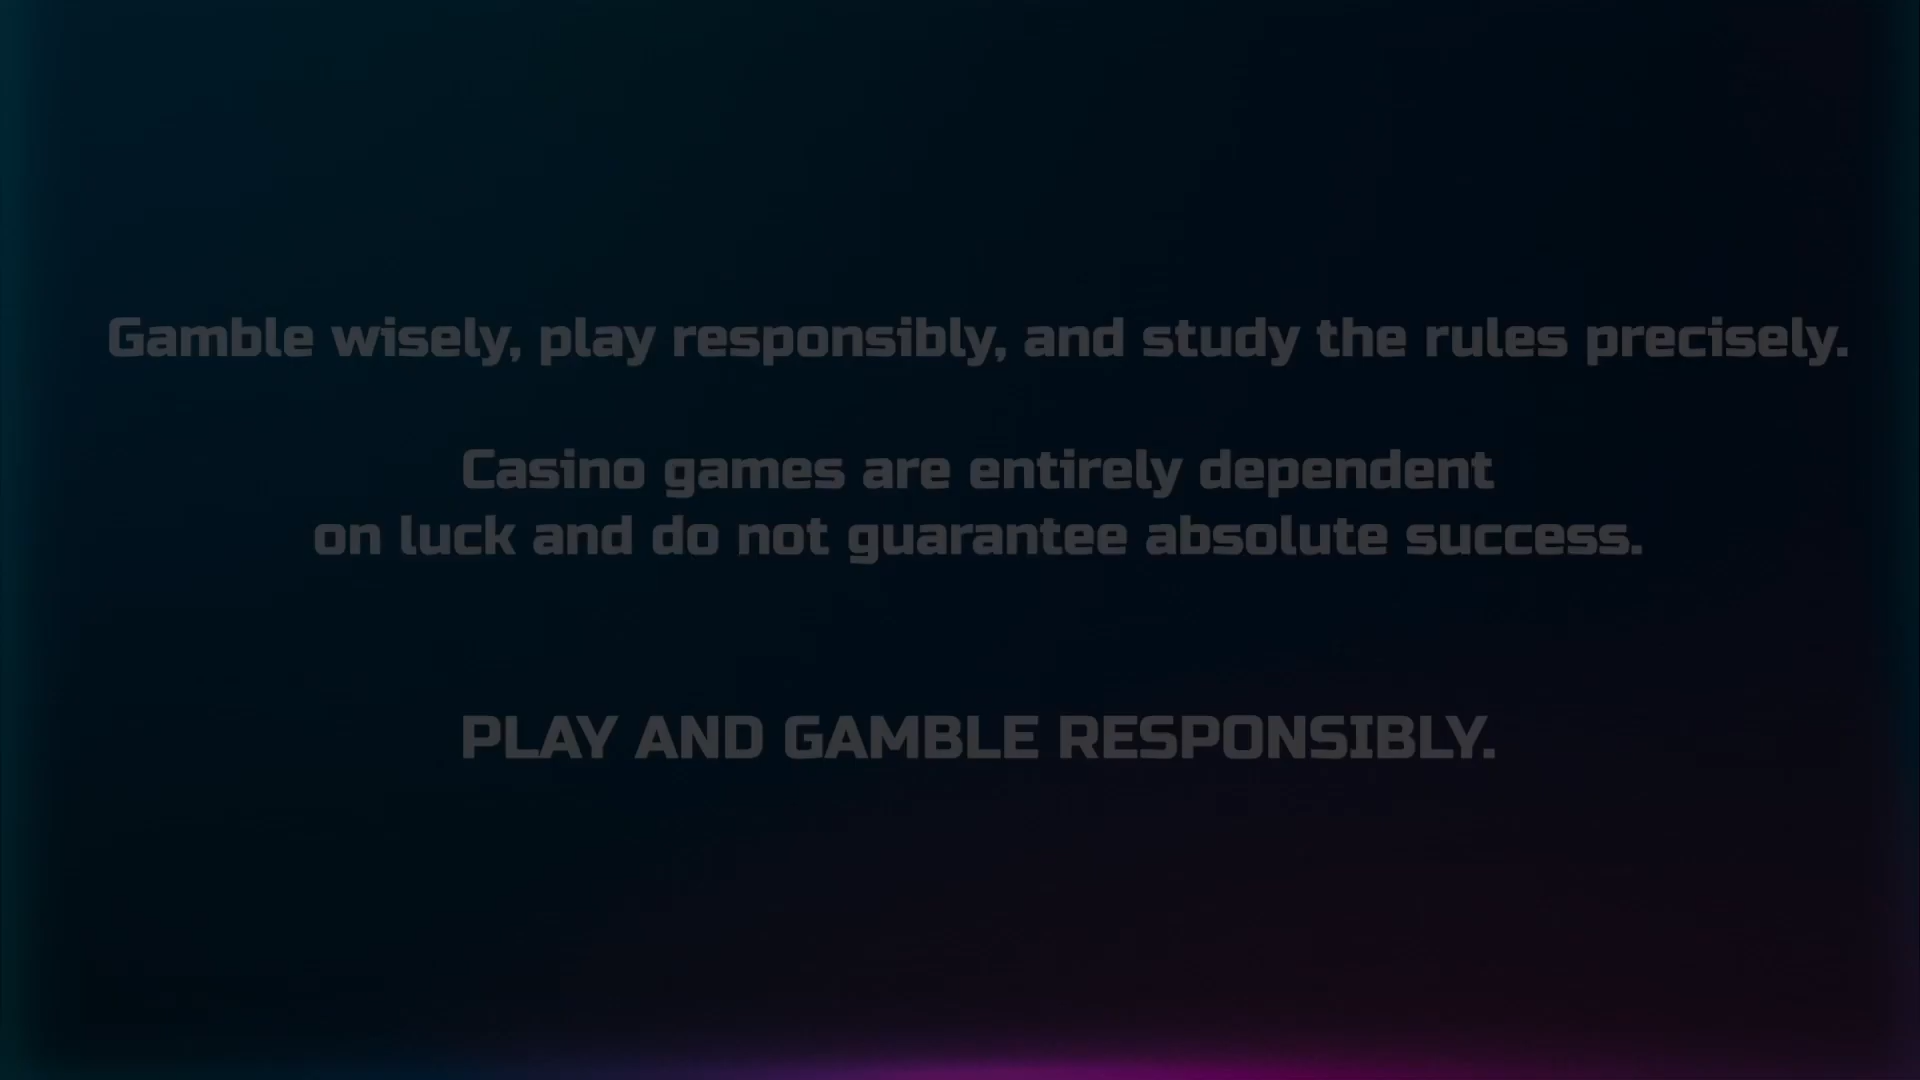 Gamble wisely, play responsibly, and study the rules precisely.
Casino games are entirely dependent
on luck and do not guarantee absolute success.
PLAY AND GAMBLE RESPONSIBLY.